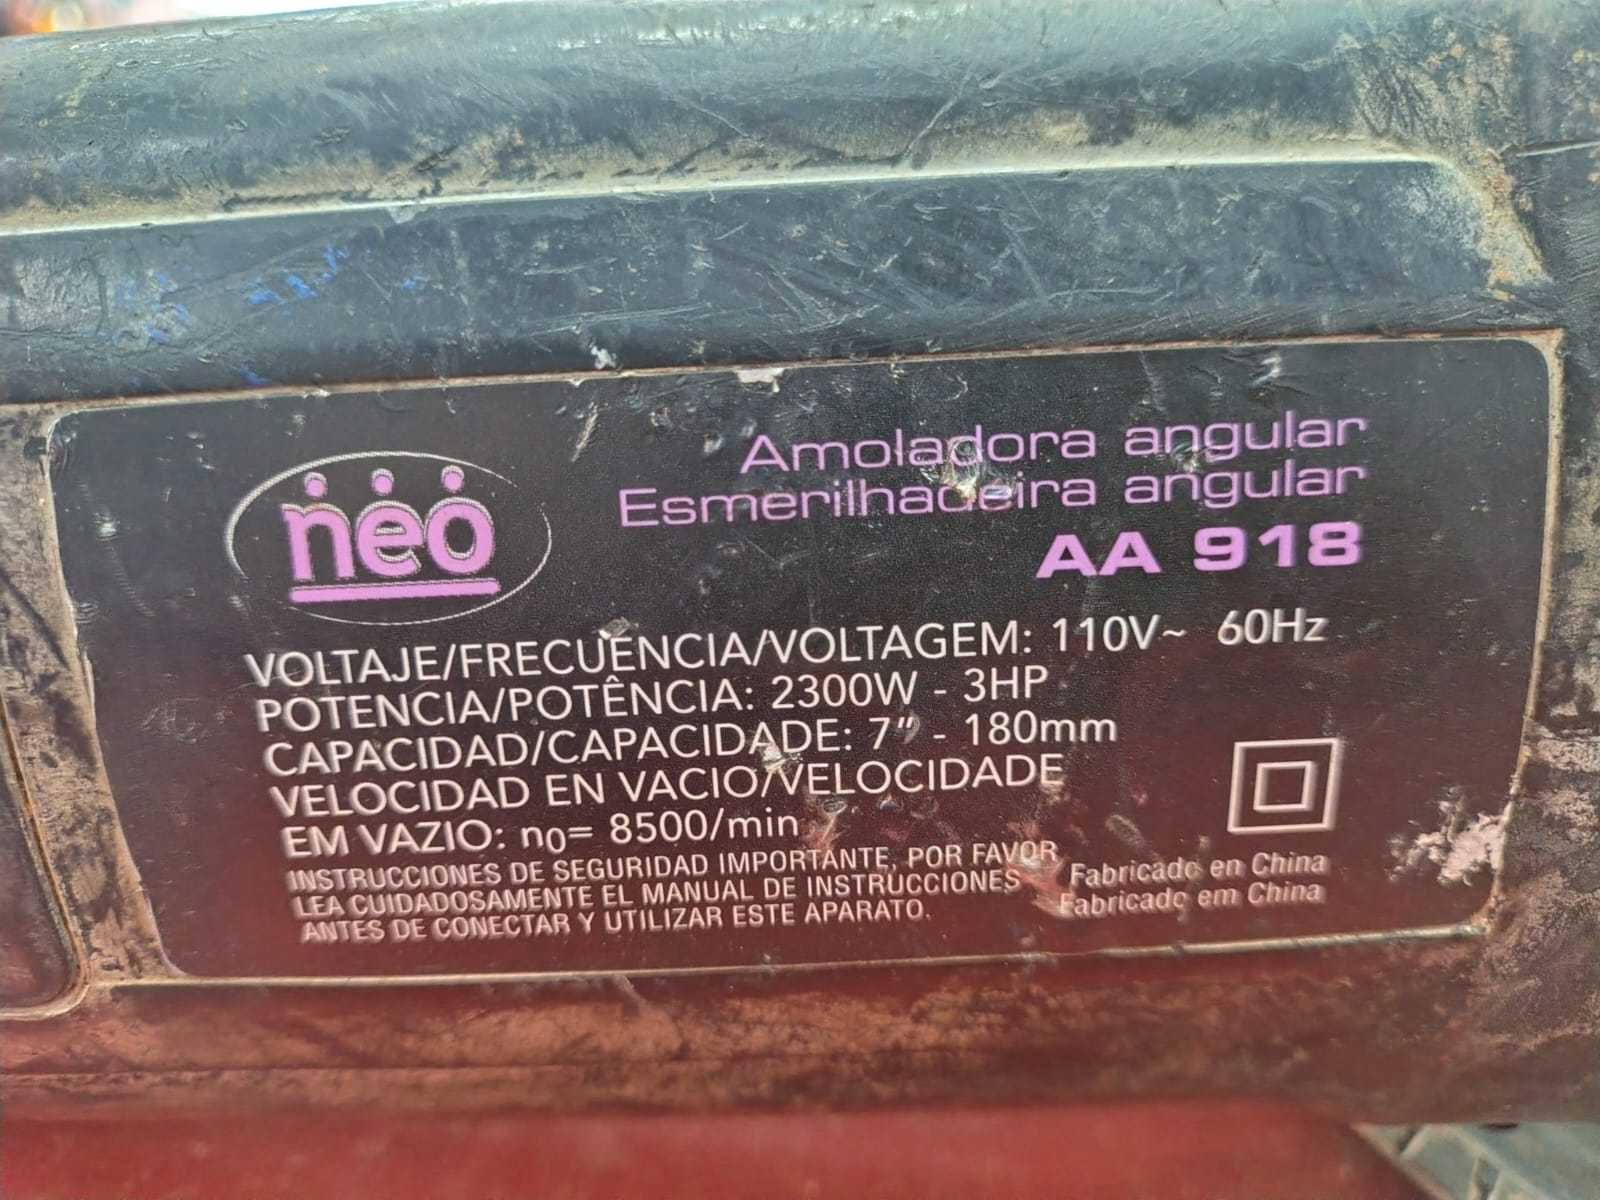 neo
Amoladora angular
Esmerilhadeira angular
AA 918
VOLTAJE/FRECUENCIA/VOLTAGEM: 110V~ 60Hz
POTENCIA/POTÊNCIA: 2300W - 3HP
CAPACIDAD/CAPACIDADE: 7" - 180mm
VELOCIDAD EN VACIO/VELOCIDADE
EM VAZIO: n0= 8500/min
INSTRUCCIONES DE SEGURIDAD IMPORTANTE, POR FAVOR
LEA CUIDADOSAMENTE EL MANUAL DE INSTRUCCIONES
ANTES DE CONECTAR Y UTILIZAR ESTE APARATO.
Fabricado en China
Fabricado em China